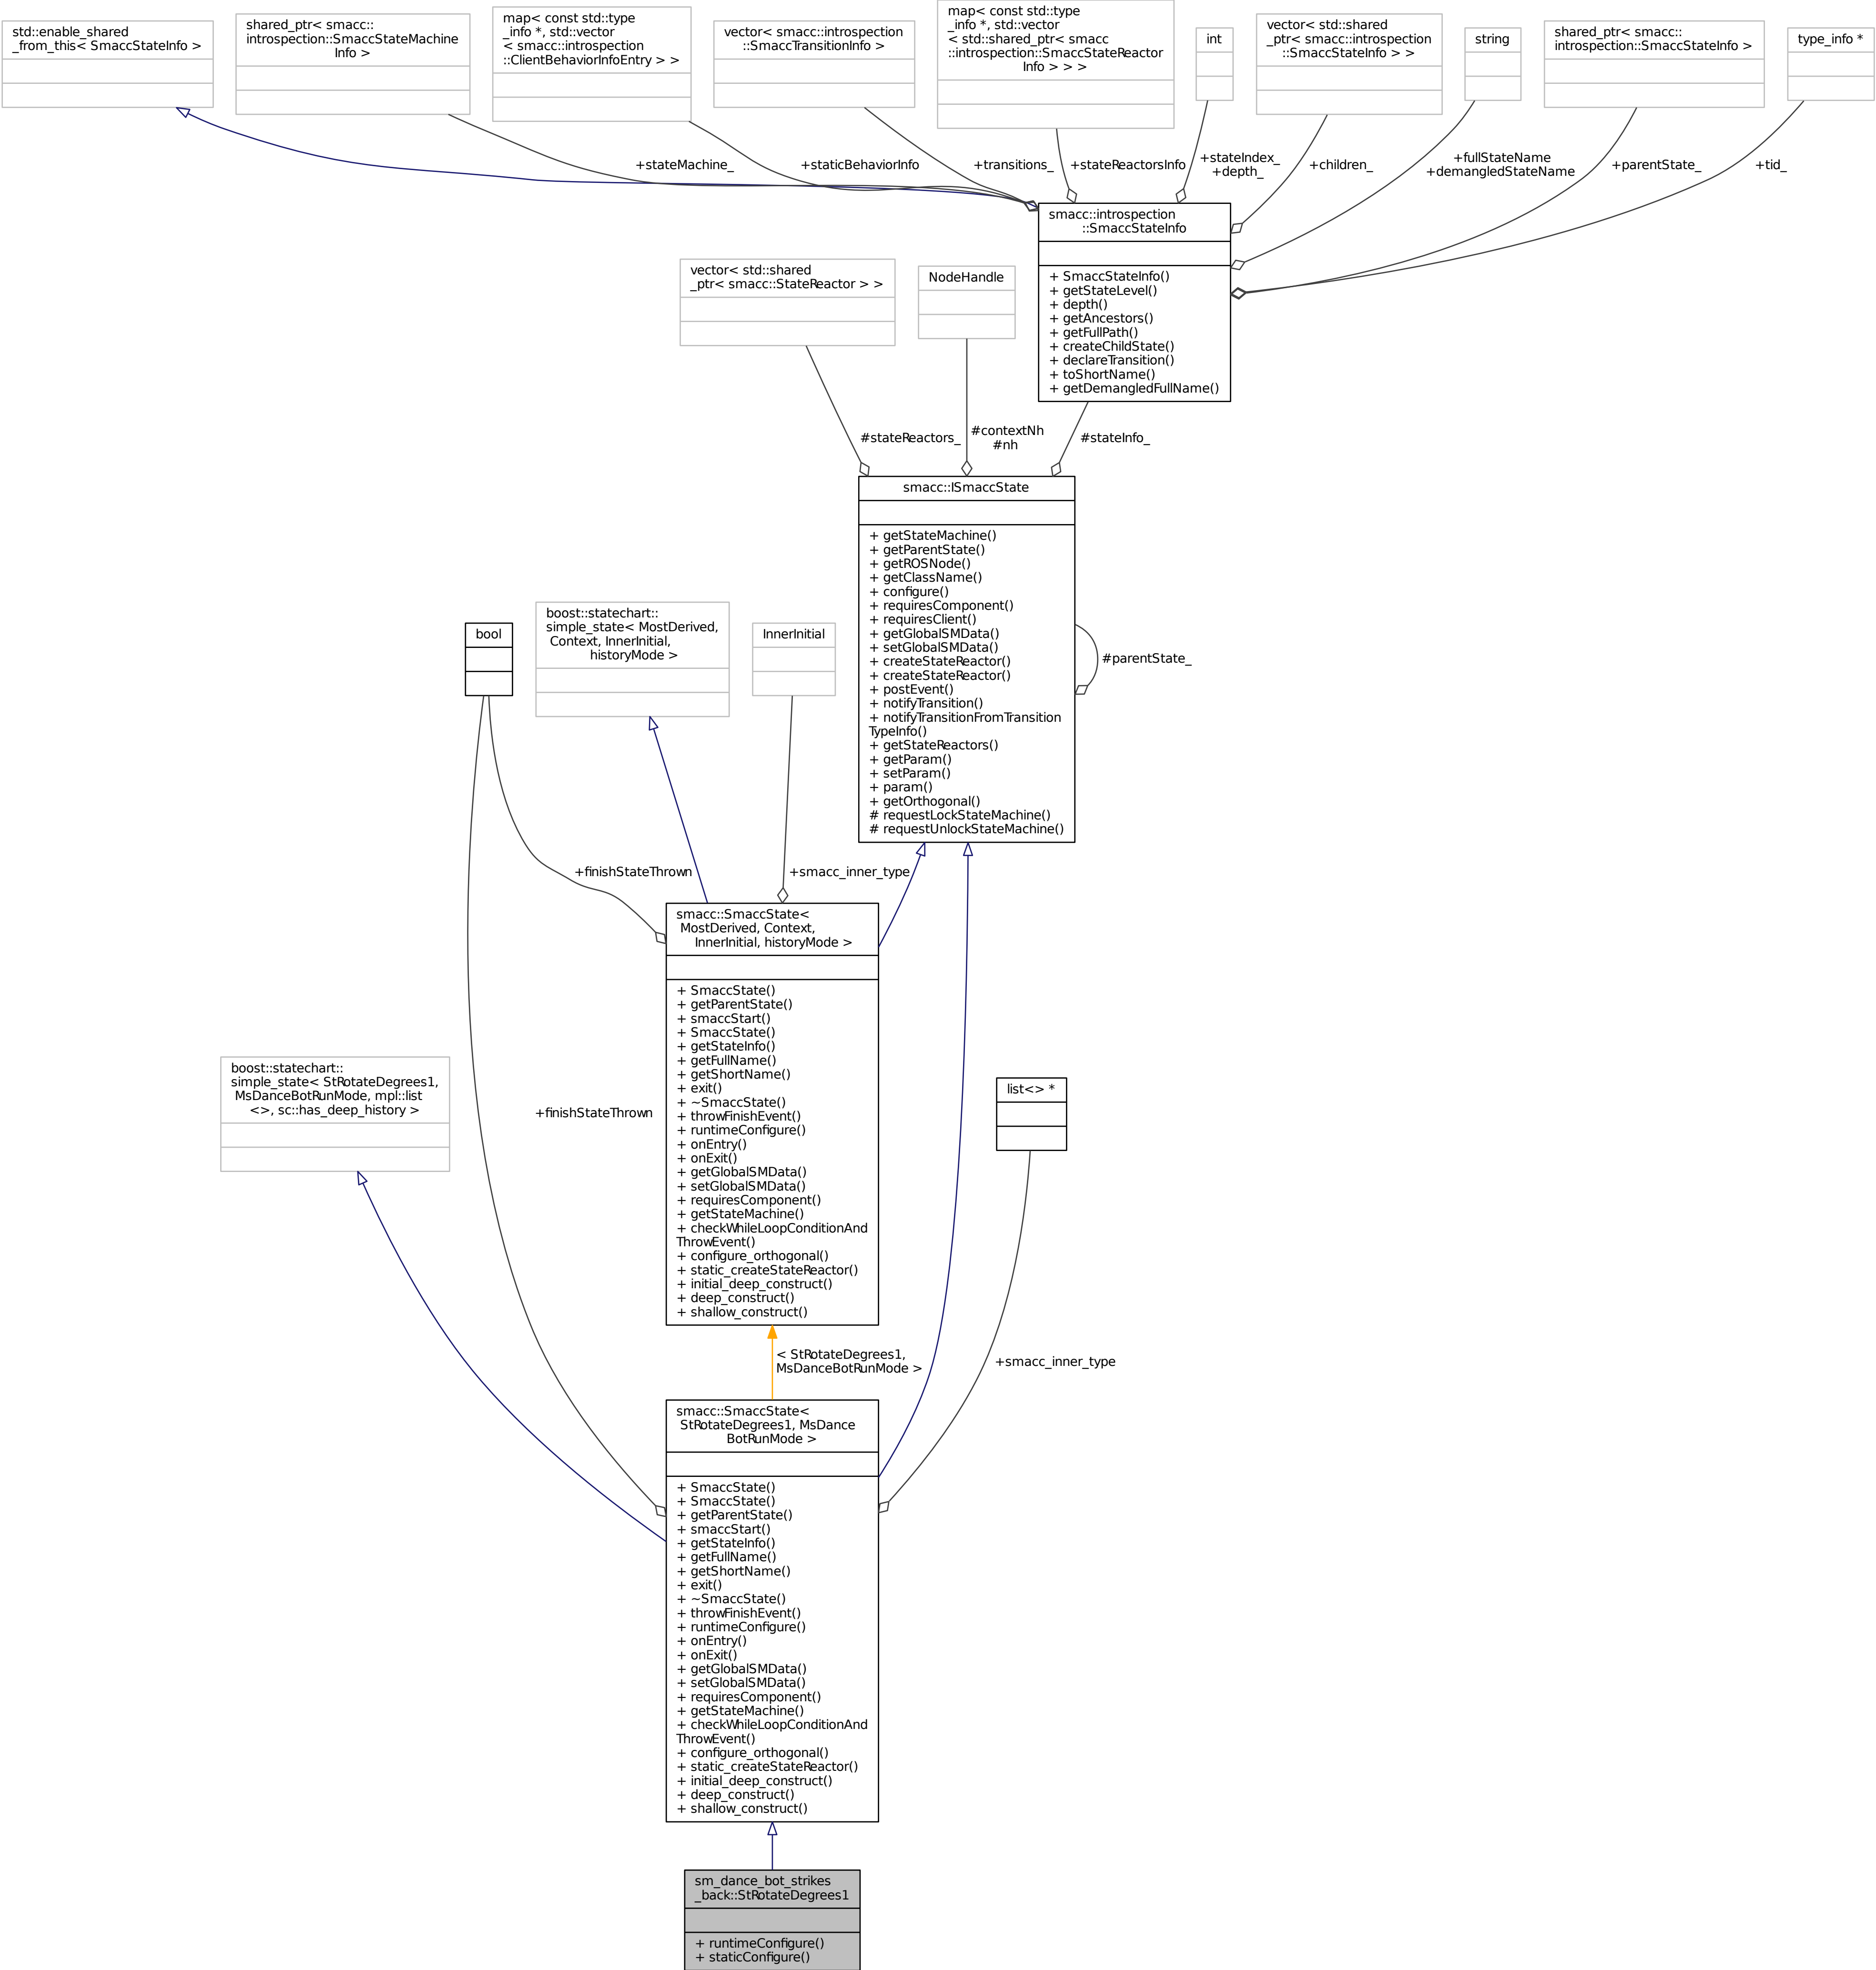 std::enable_shared
_from_this< SmaccStateInfo >
shared_ptr< smacc::
introspection::SmaccStateMachine
Info >
map< const std::type
_info *, std::vector
< smacc::introspection
::ClientBehaviorInfoEntry > >
vector< smacc::introspection
::SmaccTransitionInfo >
map< const std::type
_info *, std::vector
< std::shared_ptr< smacc
::introspection::SmaccStateReactor
Info > > >
int
vector< std::shared
_ptr< smacc::introspection
::SmaccStateInfo > >
string
shared_ptr< smacc::
introspection::SmaccStateInfo >
type_info *
+stateMachine_
+staticBehaviorInfo
+transitions_
+stateReactorsInfo
+stateIndex_
+depth_
+children_
+fullStateName
+demangledStateName
+parentState_
+tid_
smacc::introspection
::SmaccStateInfo
+ SmaccStateInfo()
+ getStateLevel()
+ depth()
+ getAncestors()
+ getFullPath()
+ createChildState()
+ declareTransition()
+ toShortName()
+ getDemangledFullName()
vector< std::shared
_ptr< smacc::StateReactor > >
NodeHandle
#stateReactors_
#contextNh
#nh
#stateInfo_
smacc::ISmaccState
+ getStateMachine()
+ getParentState()
+ getROSNode()
+ getClassName()
+ configure()
+ requiresComponent()
+ requiresClient()
+ getGlobalSMData()
+ setGlobalSMData()
+ createStateReactor()
+ createStateReactor()
+ postEvent()
+ notifyTransition()
+ notifyTransitionFromTransition
TypeInfo()
+ getStateReactors()
+ getParam()
+ setParam()
+ param()
+ getOrthogonal()
# requestLockStateMachine()
# requestUnlockStateMachine()
#parentState_
bool
boost::statechart::
simple_state< MostDerived,
Context, InnerInitial,
historyMode >
InnerInitial
+finishStateThrown
+smacc_inner_type
smacc::SmaccState<
MostDerived, Context,
InnerInitial, historyMode >
+ SmaccState()
+ getParentState()
+ smaccStart()
+ SmaccState()
+ getStateInfo()
+ getFullName()
+ getShortName()
+ exit()
+ ~SmaccState()
+ throwFinishEvent()
+ runtimeConfigure()
+ onEntry()
+ onExit()
+ getGlobalSMData()
+ setGlobalSMData()
+ requiresComponent()
+ getStateMachine()
+ checkWhileLoopConditionAnd
ThrowEvent()
+ configure_orthogonal()
+ static_createStateReactor()
+ initial_deep_construct()
+ deep_construct()
+ shallow_construct()
boost::statechart::
simple_state< StRotateDegrees1,
MsDanceBotRunMode, mpl::list
<>, sc::has_deep_history >
+finishStateThrown
list<> *
< StRotateDegrees1,
MsDanceBotRunMode >
+smacc_inner_type
smacc::SmaccState<
StRotateDegrees1, MsDance
BotRunMode >
+ SmaccState()
+ SmaccState()
+ getParentState()
+ smaccStart()
+ getStateInfo()
+ getFullName()
+ getShortName()
+ exit()
+ ~SmaccState()
+ throwFinishEvent()
+ runtimeConfigure()
+ onEntry()
+ onExit()
+ getGlobalSMData()
+ setGlobalSMData()
+ requiresComponent()
+ getStateMachine()
+ checkWhileLoopConditionAnd
ThrowEvent()
+ configure_orthogonal()
+ static_createStateReactor()
+ initial_deep_construct()
+ deep_construct()
+ shallow_construct()
sm_dance_bot_strikes
_back::StRotateDegrees1
+ runtimeConfigure()
+ staticConfigure()